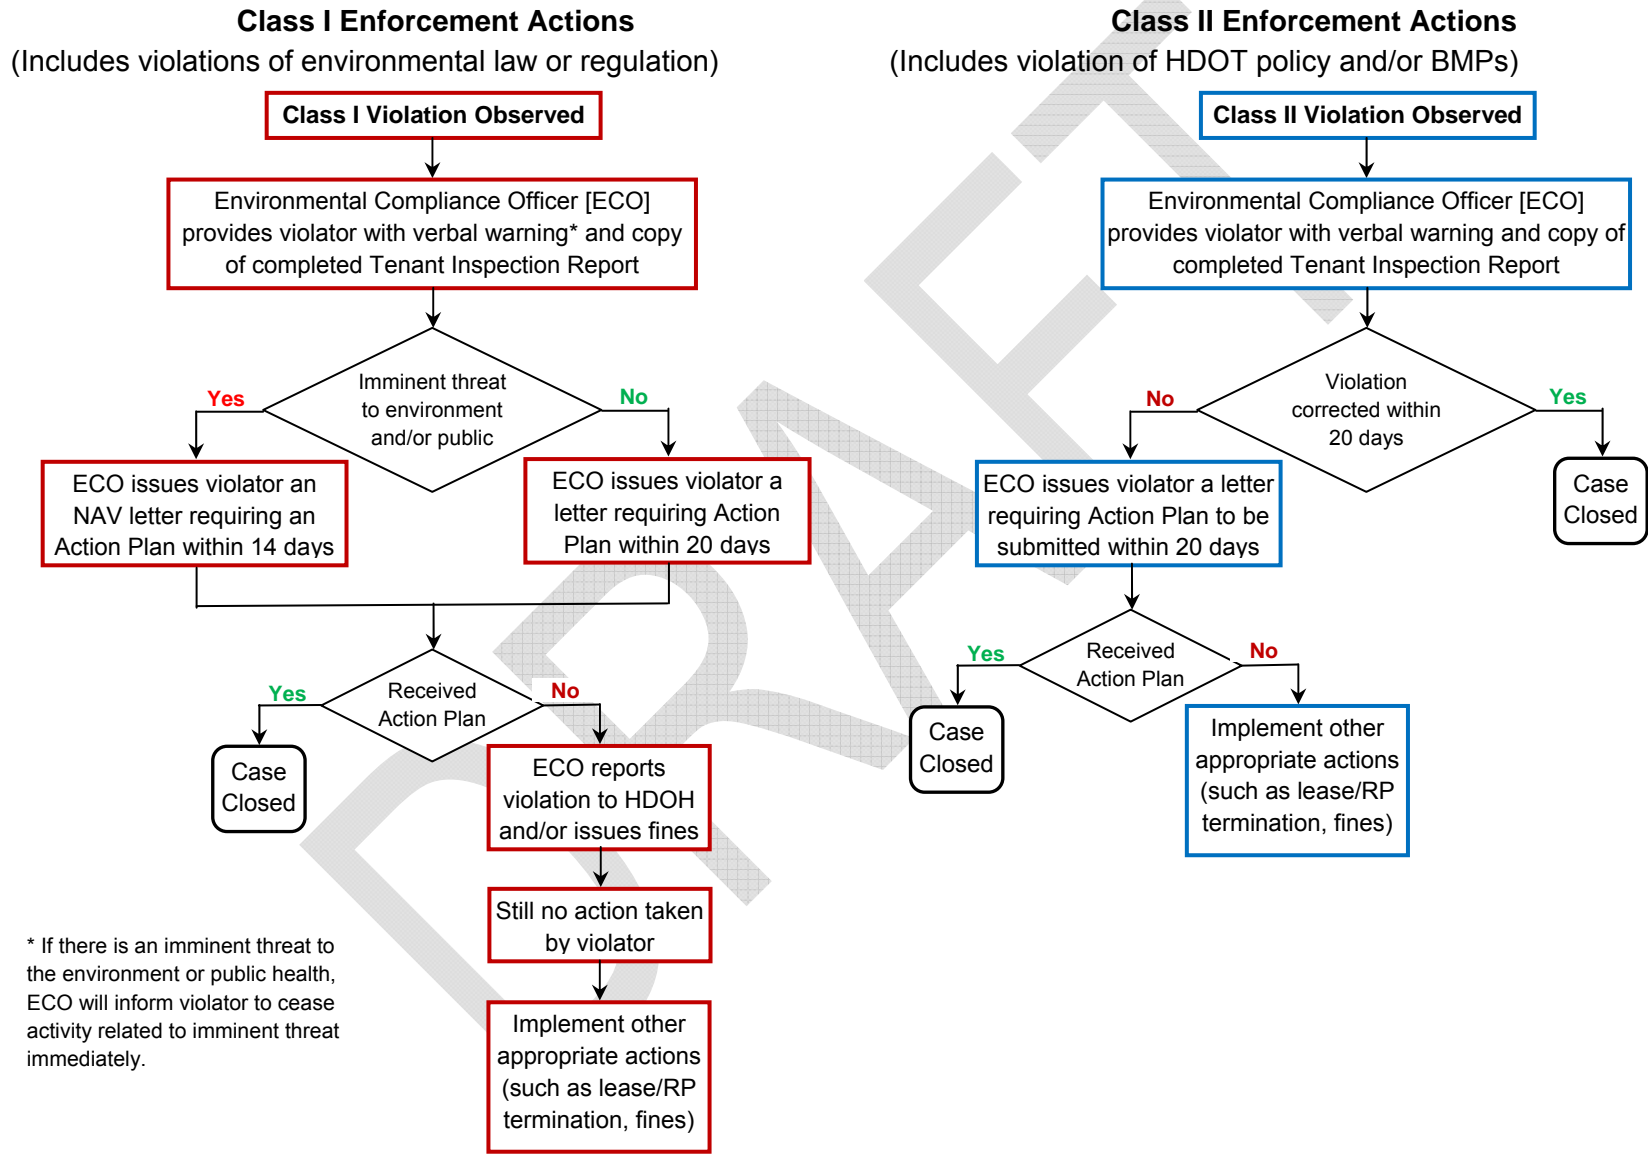 Class I Enforcement Actions
(Includes violations of environmental law or regulation)
Class I Violation Observed
Environmental Compliance Officer [ECO]
provides violator with verbal warning* and copy
of completed Tenant Inspection Report
Imminent threat
to environment
and/or public
Yes
No
ECO issues violator an
NAV letter requiring an
Action Plan within 14 days
ECO issues violator a
letter requiring Action
Plan within 20 days
Received
Action Plan
Yes
No
Case
Closed
ECO reports
violation to HDOH
and/or issues fines
Still no action taken
by violator
Implement other
appropriate actions
(such as lease/RP
termination, fines)
* If there is an imminent threat to
the environment or public health,
ECO will inform violator to cease
activity related to imminent threat
immediately.
Class II Enforcement Actions
(Includes violation of HDOT policy and/or BMPs)
Class II Violation Observed
Environmental Compliance Officer [ECO]
provides violator with verbal warning and copy of
completed Tenant Inspection Report
Violation
corrected within
20 days
No
Yes
Case
Closed
ECO issues violator a letter
requiring Action Plan to be
submitted within 20 days
Received
Action Plan
Yes
No
Case
Closed
Implement other
appropriate actions
(such as lease/RP
termination, fines)
DRAFT